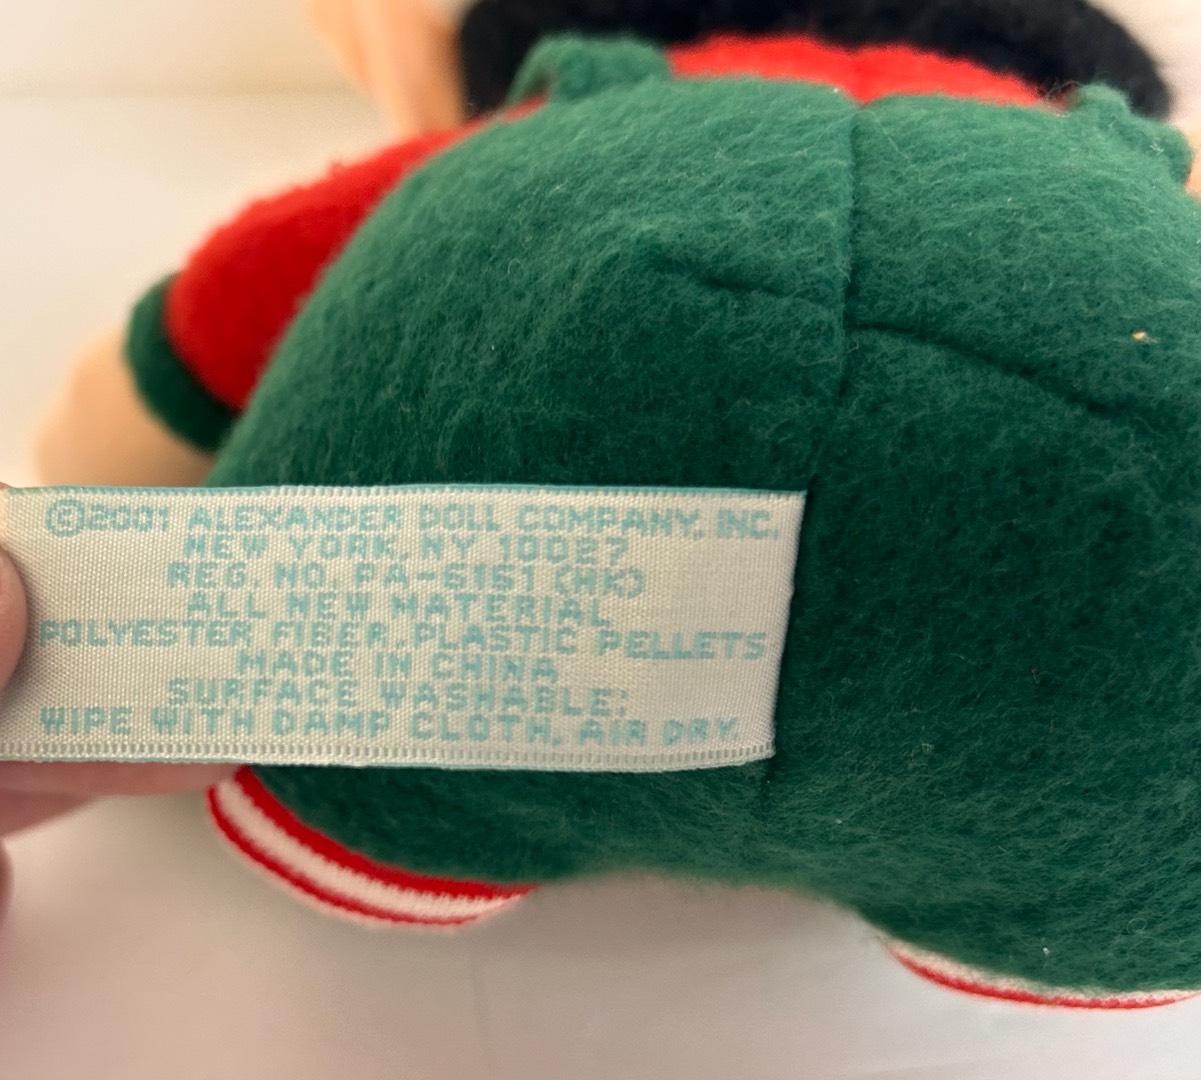 ©2001 ALEXANDER DOLL COMPANY, INC.
NEW YORK, NY 10027
REG. NO. PA-6151 (HK)
ALL NEW MATERIAL
POLYESTER FIBER, PLASTIC PELLETS
MADE IN CHINA
SURFACE WASHABLE;
WIPE WITH DAMP CLOTH, AIR DRY.